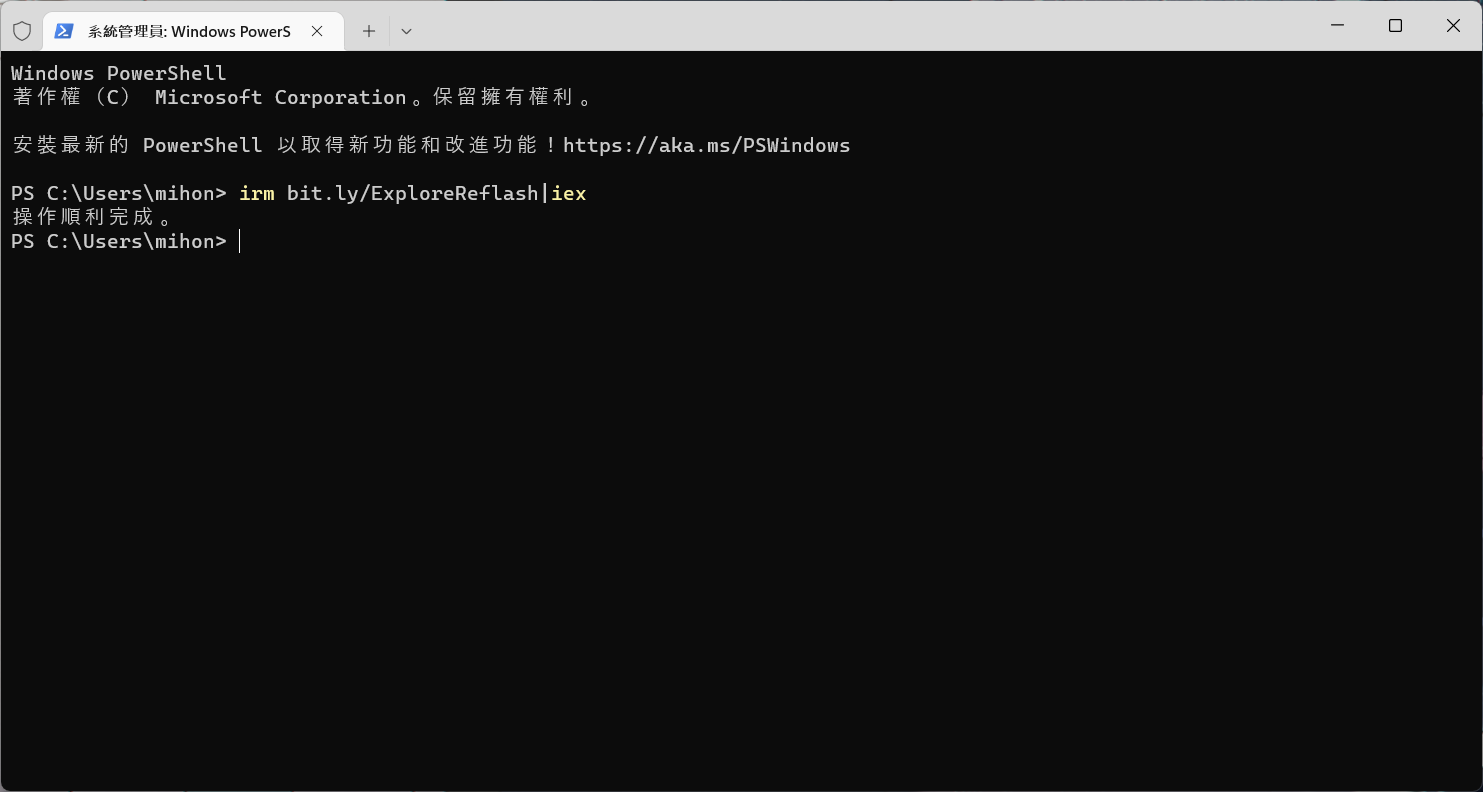 系統管理員: Windows PowerS
Windows PowerShell
著作權（C） Microsoft Corporation。保留擁有權利。
安裝最新的 PowerShell 以取得新功能和改進功能！https://aka.ms/PSWindows
PS C:\Users\mihon> irm bit.ly/ExploreReflash|iex
操作順利完成。
PS C:\Users\mihon>